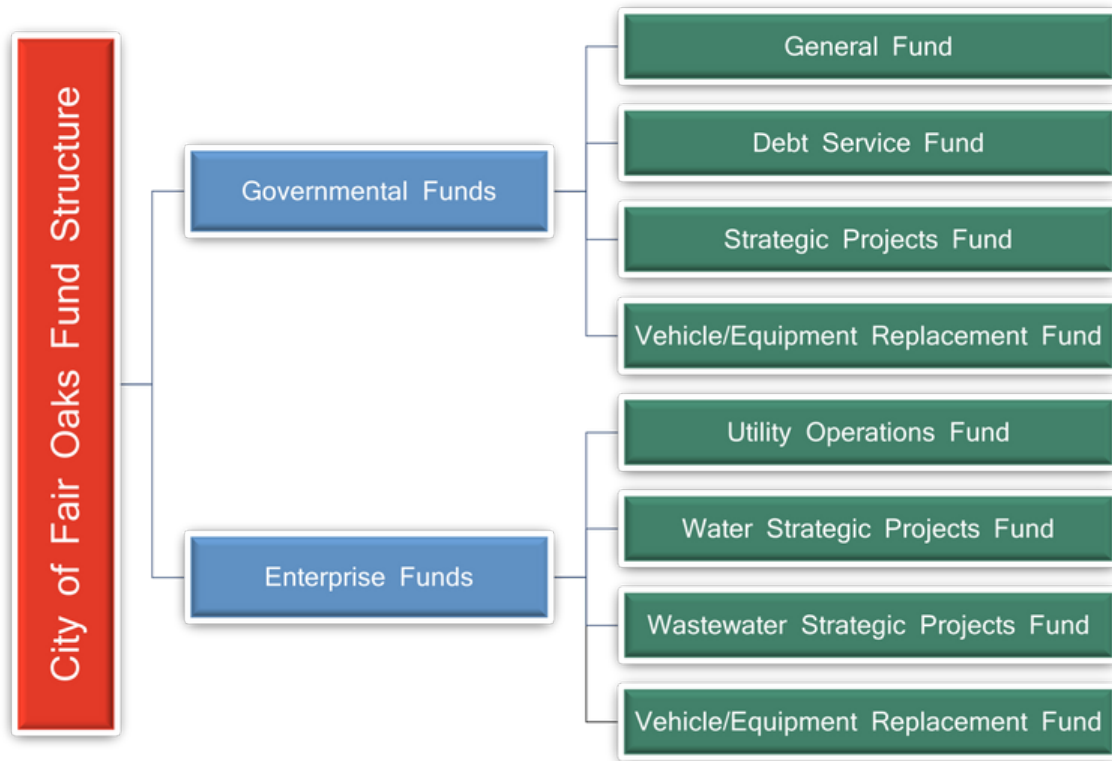 City of Fair Oaks Fund Structure
Governmental Funds
General Fund
Debt Service Fund
Strategic Projects Fund
Vehicle/Equipment Replacement Fund
Enterprise Funds
Utility Operations Fund
Water Strategic Projects Fund
Wastewater Strategic Projects Fund
Vehicle/Equipment Replacement Fund